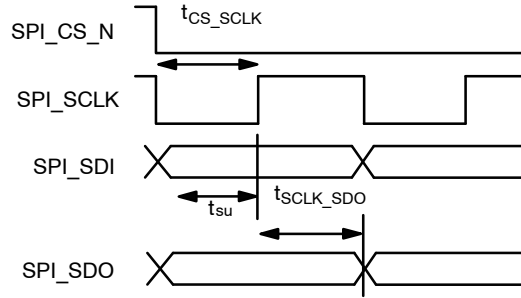 tCS_SCLK
SPI_CS_N
SPI_SCLK
SPI_SDI
tsu
tSCLK_SDO
SPI_SDO